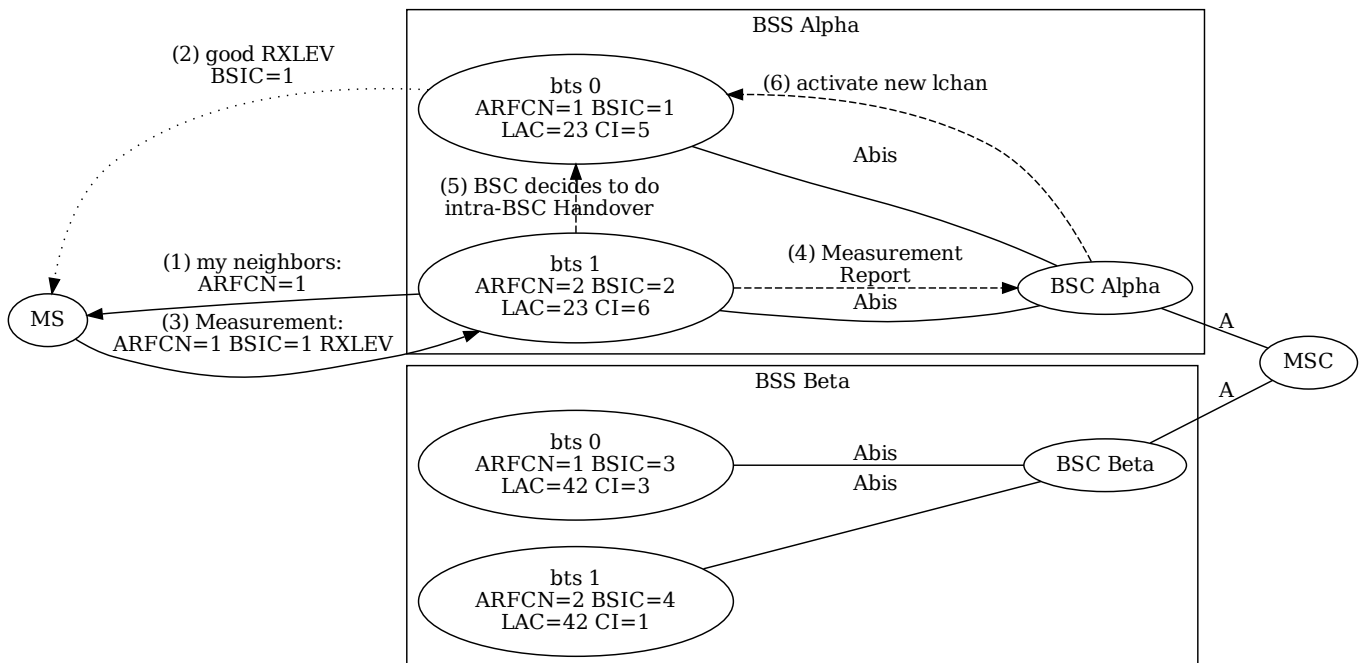 BSS Alpha
(2) good RXLEV
BSIC=1
bts 0
ARFCN=1 BSIC=1
LAC=23 CI=5
(6) activate new lchan
Abis
(5) BSC decides to do
intra-BSC Handover
(1) my neighbors:
ARFCN=1
bts 1
ARFCN=2 BSIC=2
LAC=23 CI=6
(4) Measurement
Report
Abis
BSC Alpha
MS
(3) Measurement:
ARFCN=1 BSIC=1 RXLEV
A
MSC
BSS Beta
A
bts 0
ARFCN=1 BSIC=3
LAC=42 CI=3
Abis
Abis
BSC Beta
bts 1
ARFCN=2 BSIC=4
LAC=42 CI=1